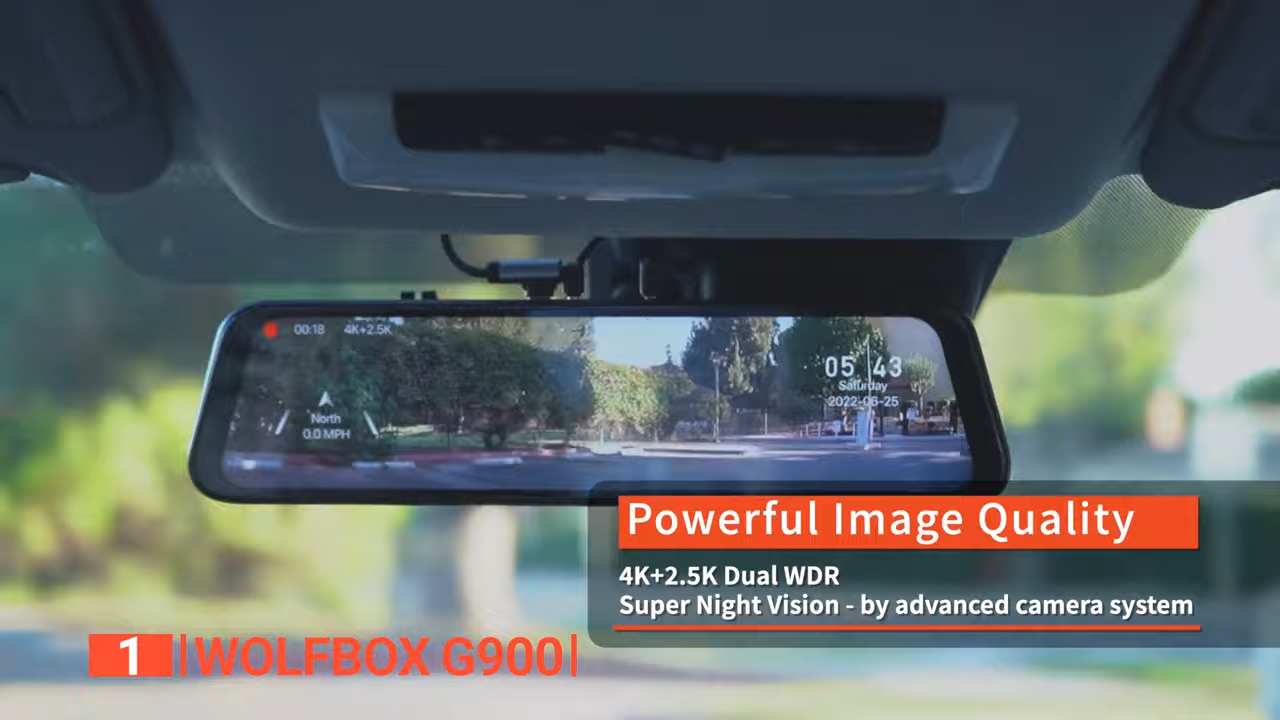 00:18 4K+2.5K
05 43
Saturday
2022-06-25
North
0.0 MPH
Powerful Image Quality
4K+2.5K Dual WDR
Super Night Vision - by advanced camera system
1 WOLFBOX G900